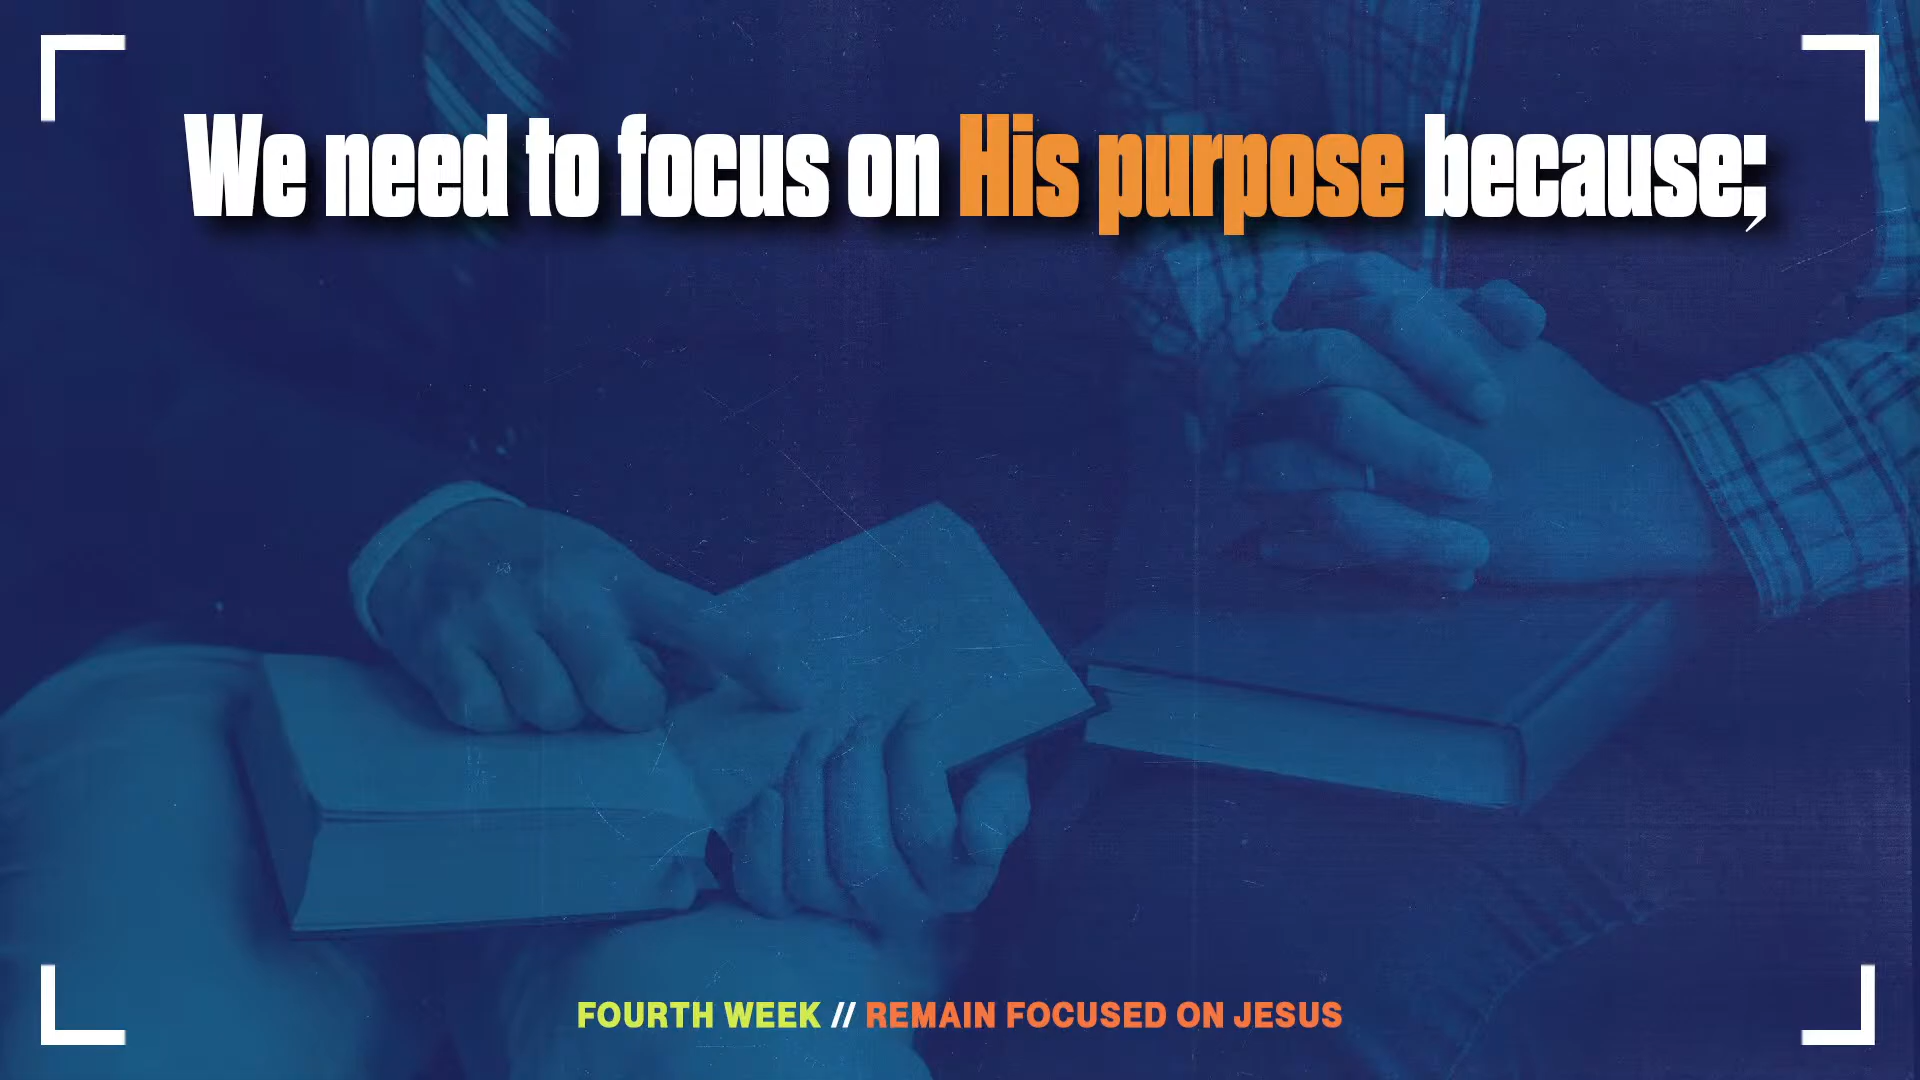 We need to focus on His purpose because;
FOURTH WEEK // REMAIN FOCUSED ON JESUS